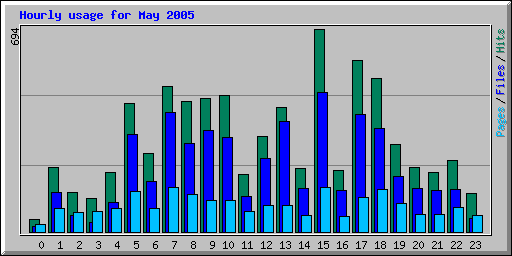 Hourly usage for May 2005
694
Pages / Files / Hits
0 1 2 3 4 5 6 7 8 9 10 11 12 13 14 15 16 17 18 19 20 21 22 23